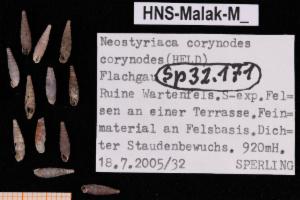 HNS-Malak-M_
Neostyriaca corynodes
corynodes(HELD)
Sp32.171
Flachgau
Ruine Wartenfels.S-exp.Fel-
sen an einer Terrasse.Fein-
material an Felsbasis.Dich-
ter Staudenbewuchs. 920mH.
18.7.2005/32 SPERLING